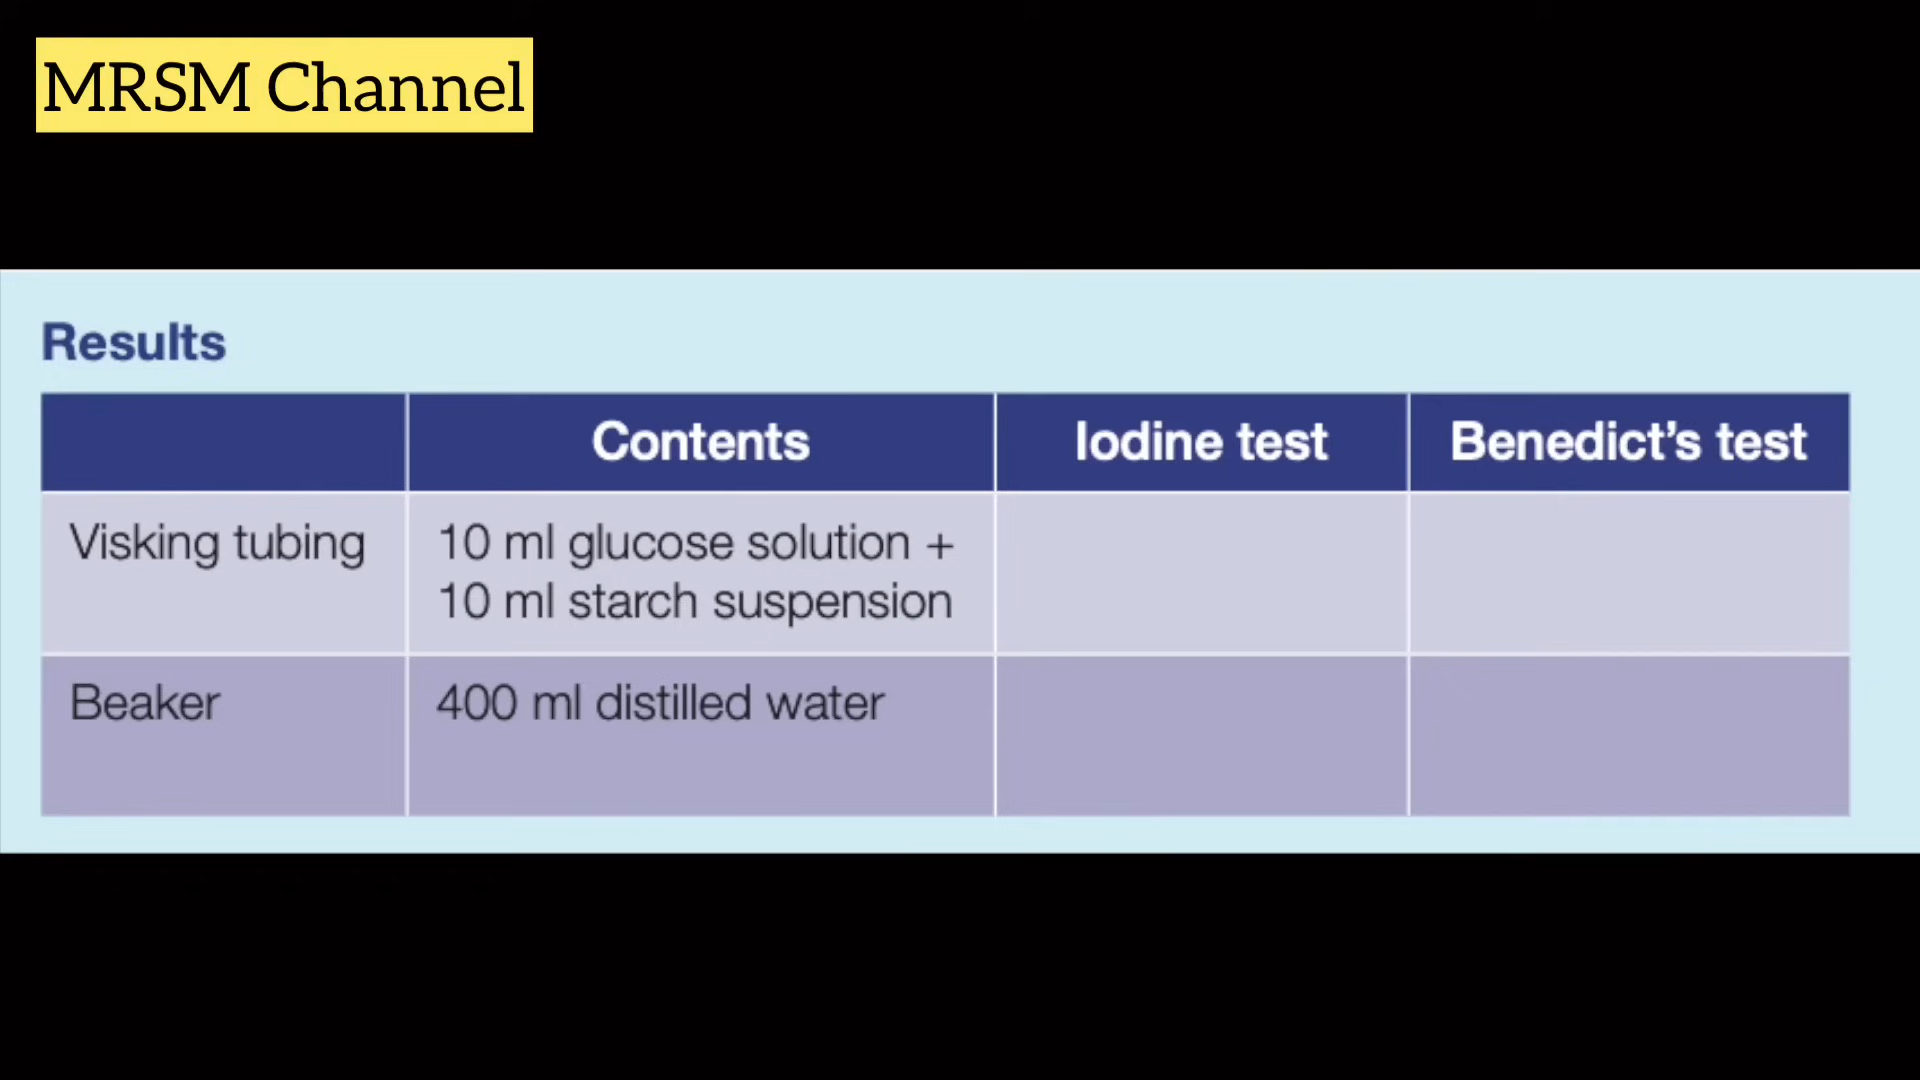 MRSM Channel
Results
Contents
Iodine test
Benedict's test
Visking tubing
10 ml glucose solution +
10 ml starch suspension
Beaker
400 ml distilled water